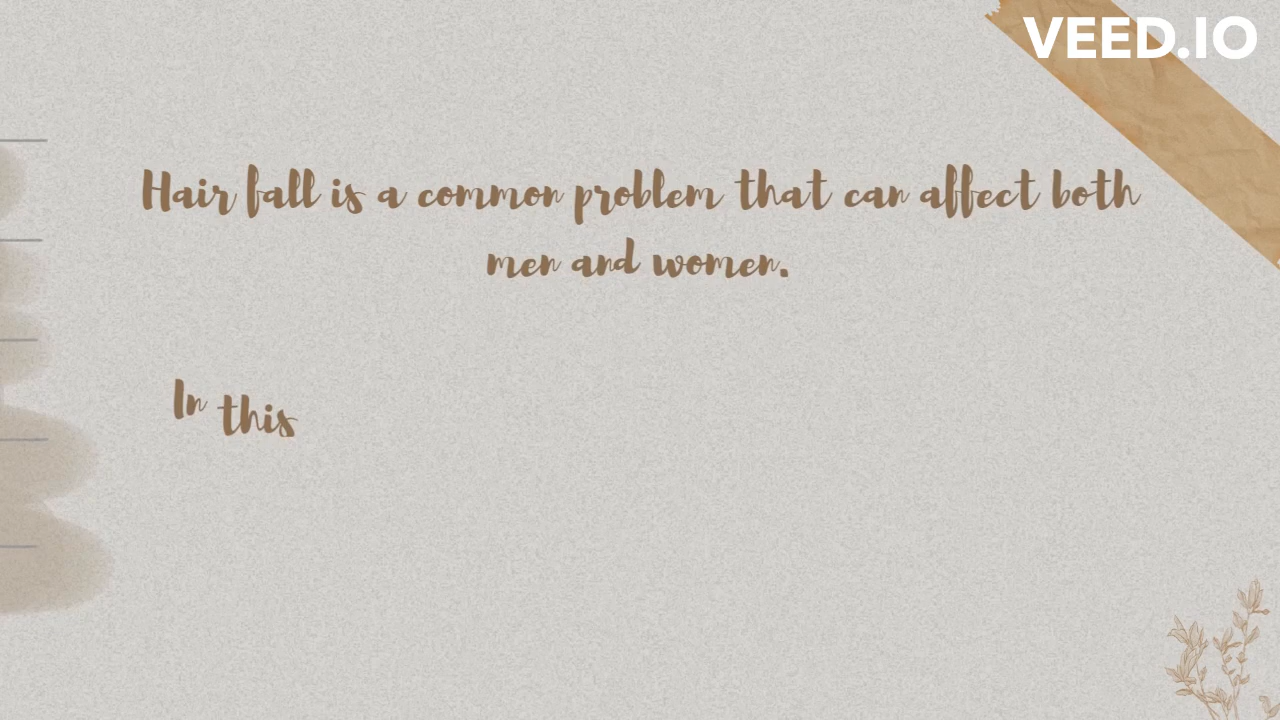 VEED.IO
Hair fall is a common problem that can affect both
men and women.
In this